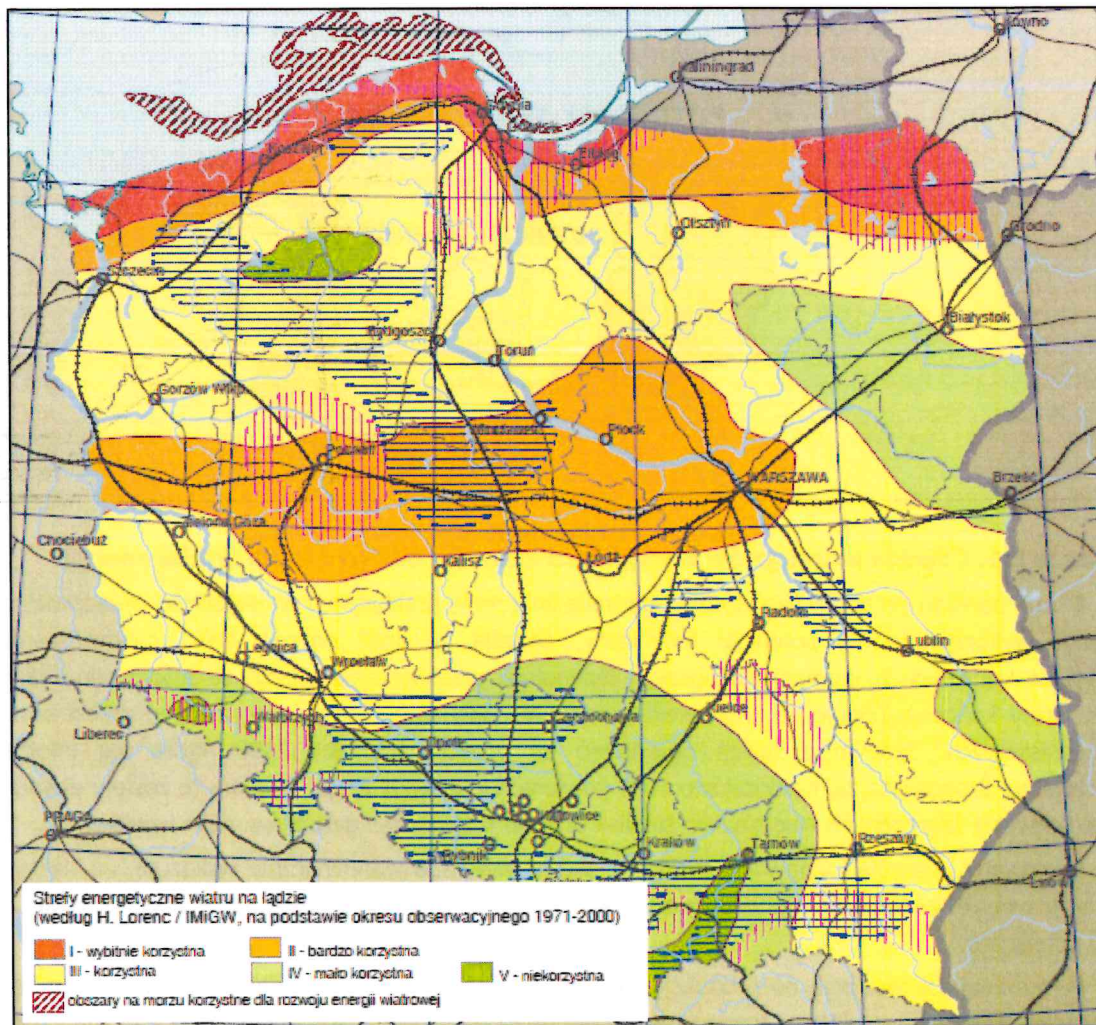 Kowno
Kaliningrad
Gdynia
Gdańsk
Koszalin
Elbląg
Olsztyn
Grodno
Szczecin
Białystok
Bydgoszcz
Toruń
Gorzów Wlkp
Płock
Poznań
WARSZAWA
Brześć
Zielona Góra
Chociebuż
Kalisz
Łódź
Radom
Lublin
Legnica
Wrocław
Wałbrzych
Liberec
Częstochowa
Kielce
Opole
PRAGA
Katowice
Rybnik
Kraków
Tarnów
Rzeszów
Lwów
Strefy energetyczne wiatru na lądzie
(według H. Lorenc / IMiGW, na podstawie okresu obserwacyjnego 1971-2000)
I - wybitnie korzystna
II - bardzo korzystna
III - korzystna
IV - mało korzystna
V - niekorzystna
obszary na morzu korzystne dla rozwoju energii wiatrowej